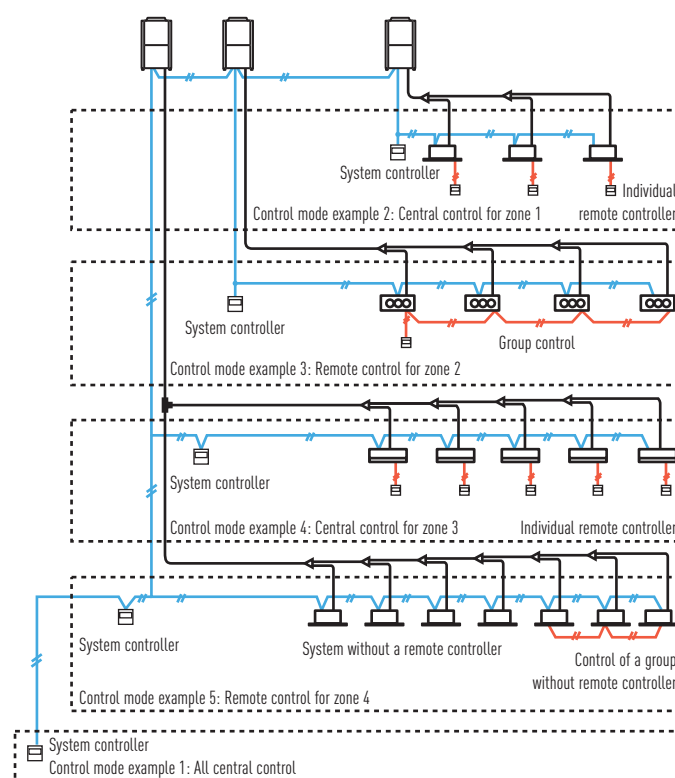 System controller
Individual
remote controller
Control mode example 2: Central control for zone 1
System controller
Group control
Control mode example 3: Remote control for zone 2
System controller
Control mode example 4: Central control for zone 3
Individual remote controller
System controller
System without a remote controller
Control of a group
without remote controller
Control mode example 5: Remote control for zone 4
System controller
Control mode example 1: All central control